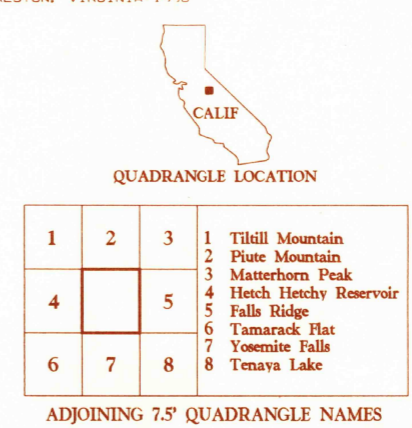 CALIF
QUADRANGLE LOCATION
1 2 3
4 5
6 7 8
1 Tiltill Mountain
2 Piute Mountain
3 Matterhorn Peak
4 Hetch Hetchy Reservoir
5 Falls Ridge
6 Tamarack Flat
7 Yosemite Falls
8 Tenaya Lake
ADJOINING 7.5' QUADRANGLE NAMES